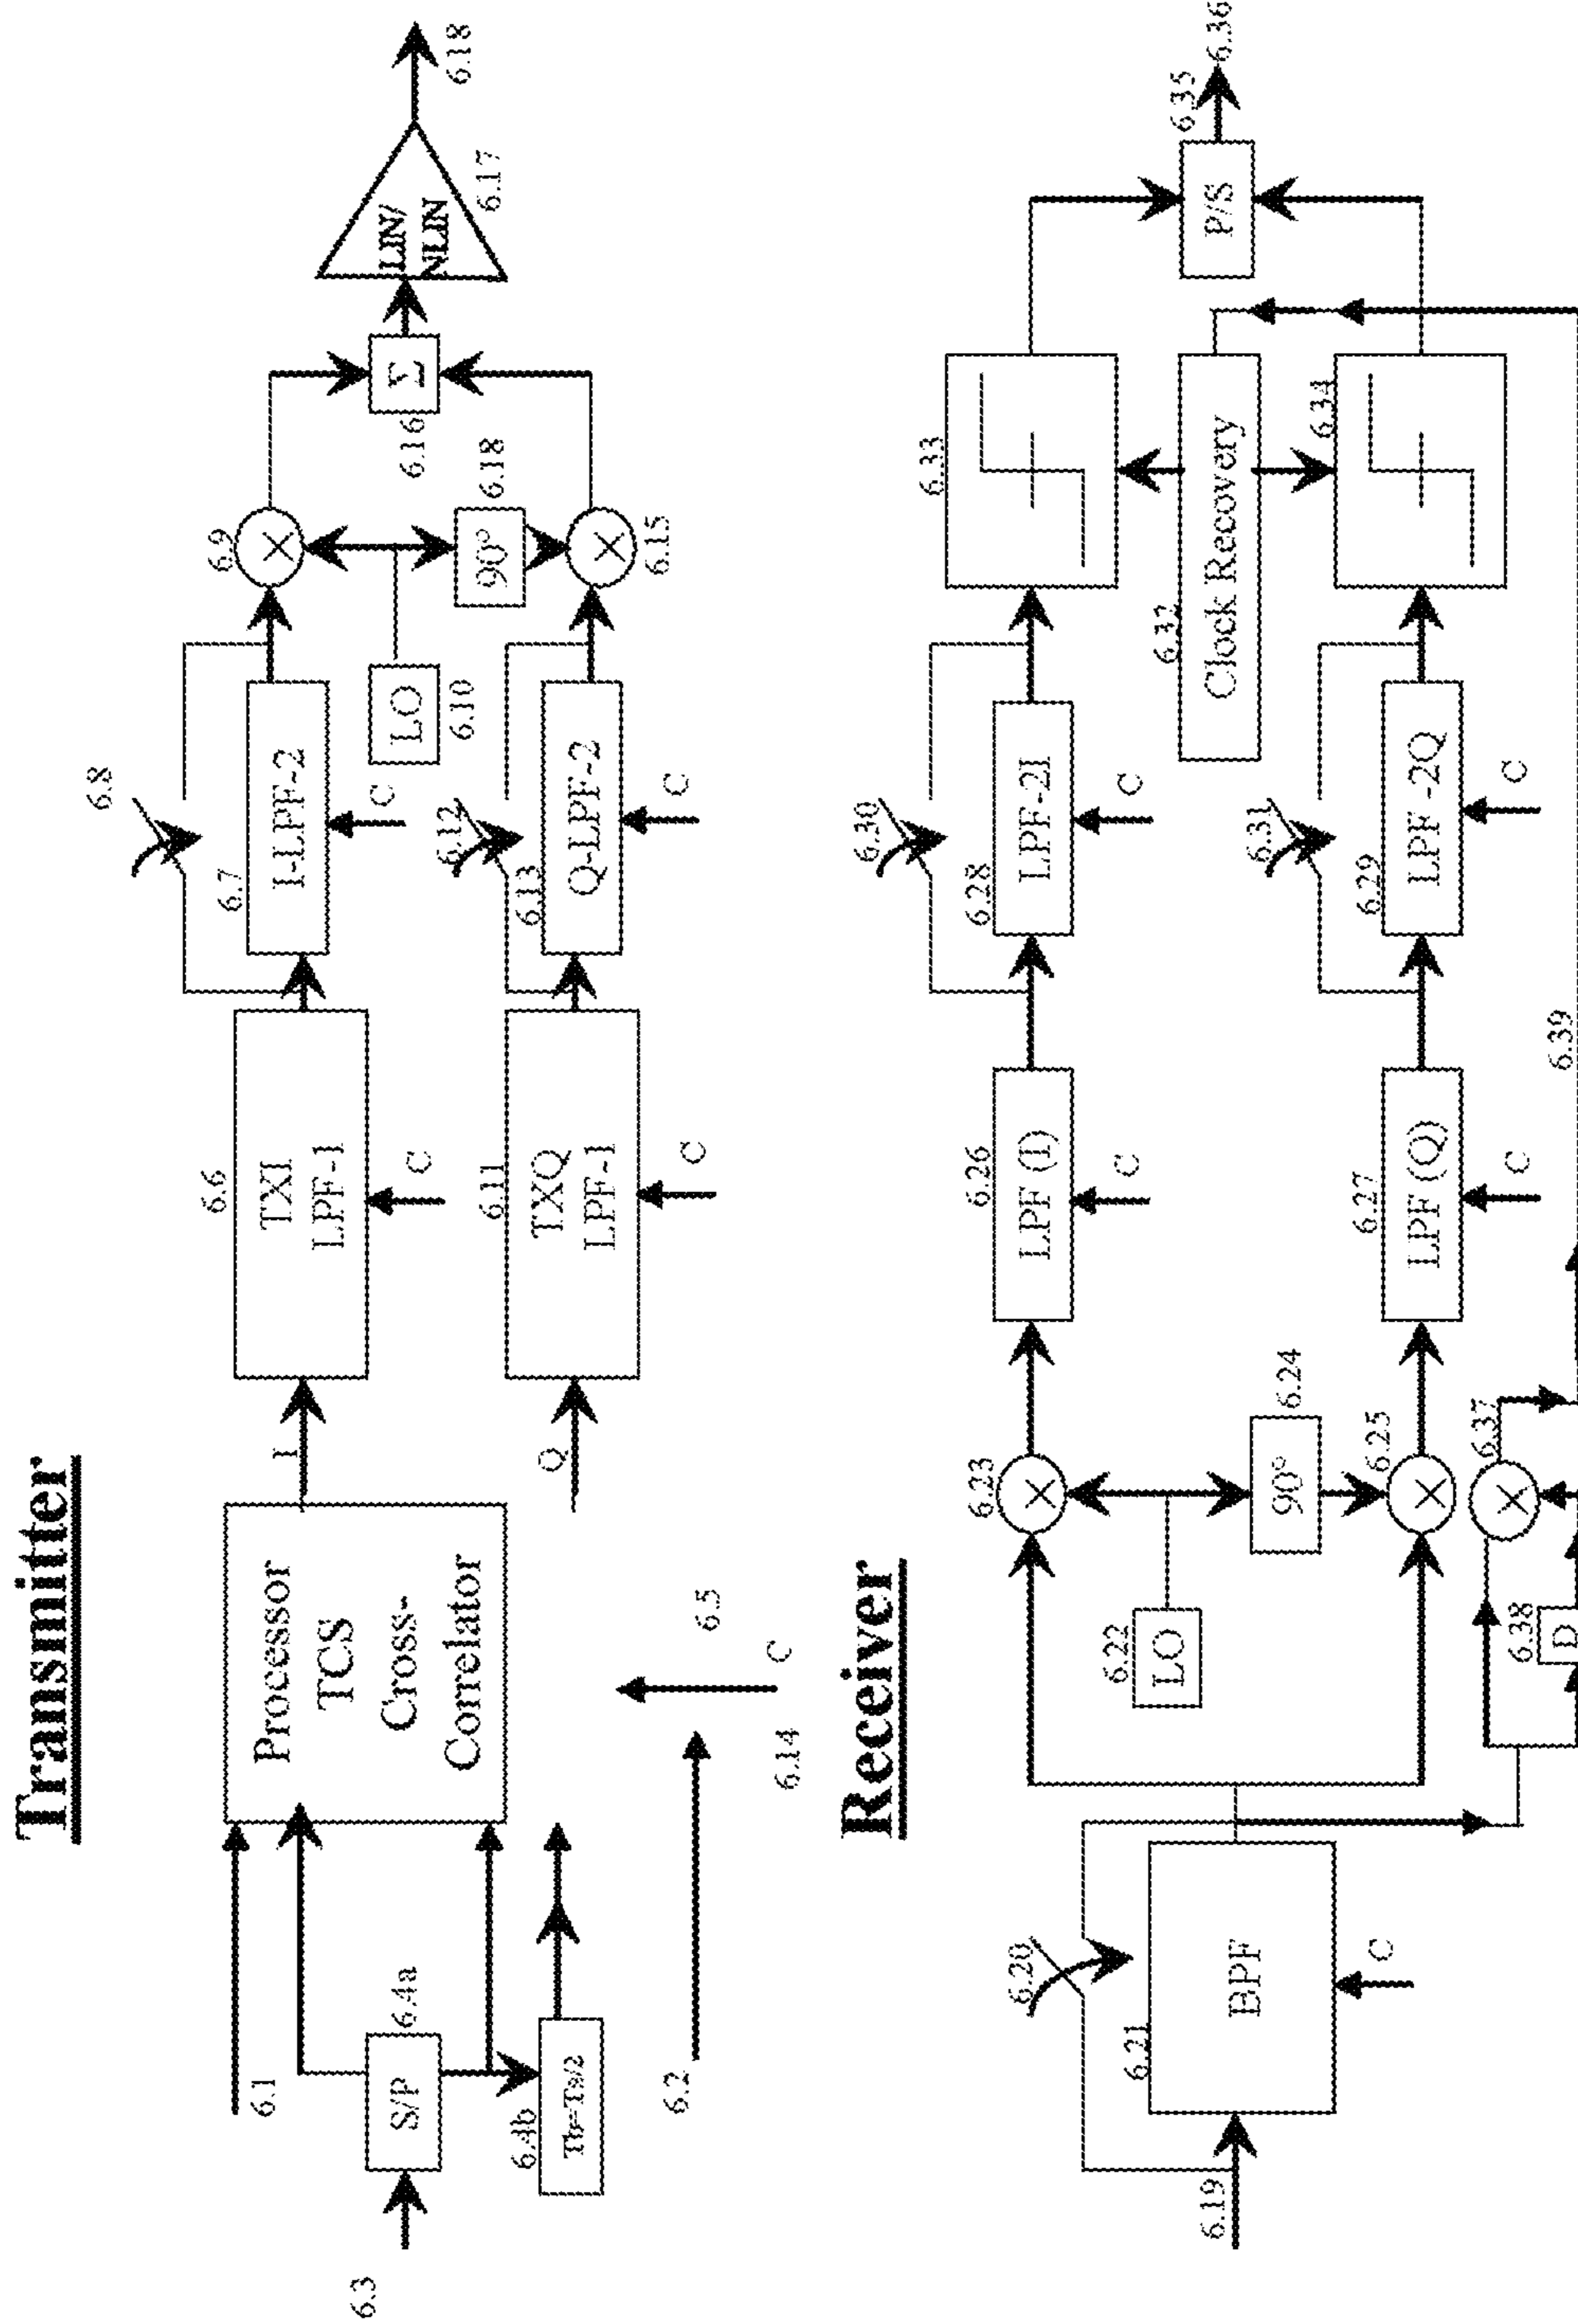 Transmitter
6.3
6.1
S/P
6.4a
6.4b
Tb=Ts/2
6.2
Processor
TCS
Cross-
Correlator
6.5
C
6.14
I
Q
6.6
TXI
LPF-1
C
6.11
TXQ
LPF-1
C
6.8
6.7
I-LPF-2
C
6.12
6.13
Q-LPF-2
C
LO
6.10
6.9
90°
6.18
6.15
6.16
Σ
LIN/
NLIN
6.17
6.18
Receiver
6.19
6.20
6.21
BPF
C
6.22
LO
6.23
90°
6.24
6.25
6.37
6.38
D
6.26
LPF (I)
C
6.27
LPF (Q)
C
6.39
6.30
6.28
LPF-2I
C
6.31
6.29
LPF -2Q
C
6.32
Clock Recovery
6.33
6.34
P/S
6.35
6.36